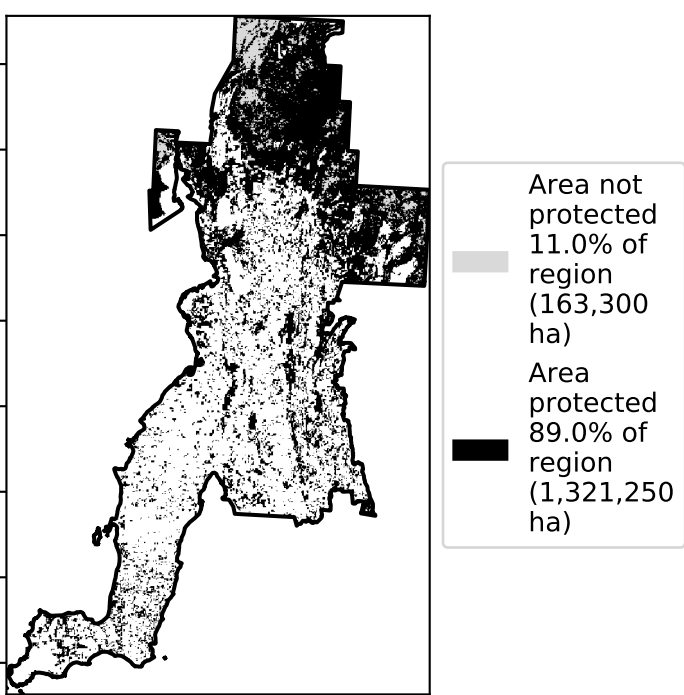 Area not
protected
11.0% of
region
(163,300
ha)
Area
protected
89.0% of
region
(1,321,250
ha)